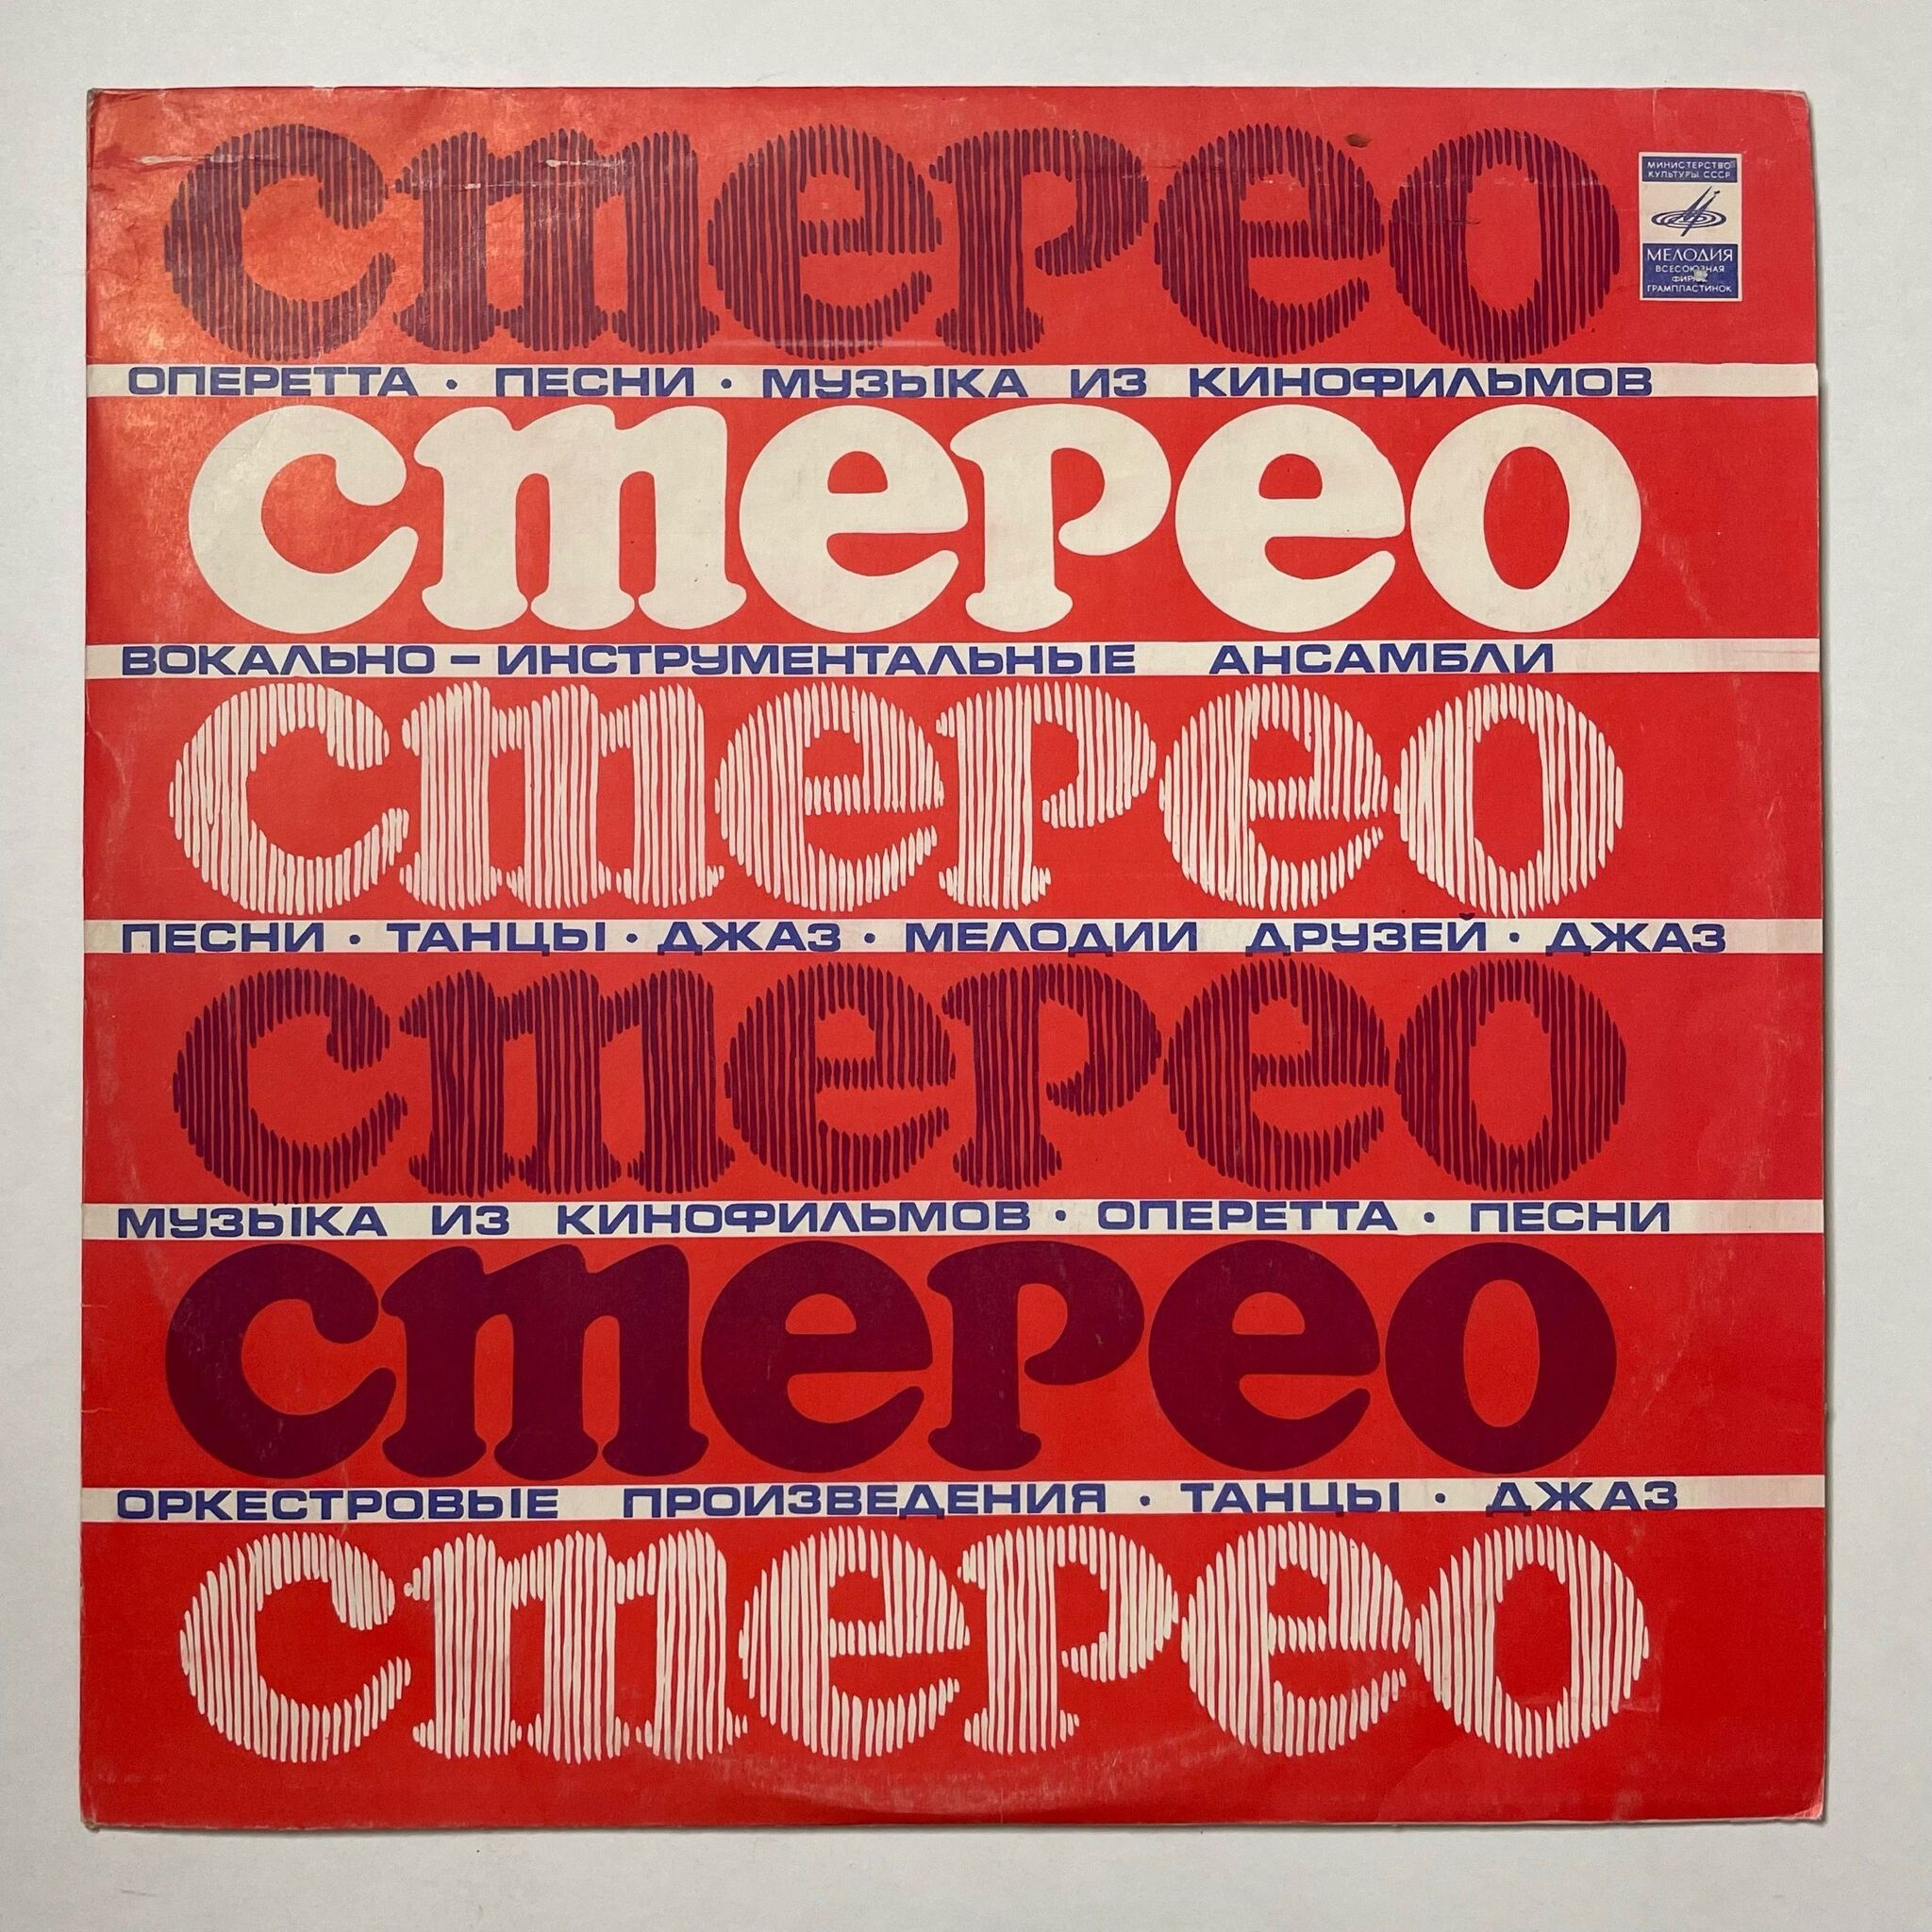 стерео
МИНИСТЕРСТВО
КУЛЬТУРЫ СССР
МЕЛОДИЯ
ВСЕСОЮЗНАЯ
ФИРМА
ГРАМПЛАСТИНОК
ОПЕРЕТТА • ПЕСНИ • МУЗЫКА ИЗ КИНОФИЛЬМОВ
стерео
ВОКАЛЬНО – ИНСТРУМЕНТАЛЬНЫЕ АНСАМБЛИ
стерео
ПЕСНИ • ТАНЦЫ • ДЖАЗ • МЕЛОДИИ ДРУЗЕЙ • ДЖАЗ
стерео
МУЗЫКА ИЗ КИНОФИЛЬМОВ • ОПЕРЕТТА • ПЕСНИ
стерео
ОРКЕСТРОВЫЕ ПРОИЗВЕДЕНИЯ • ТАНЦЫ • ДЖАЗ
стерео